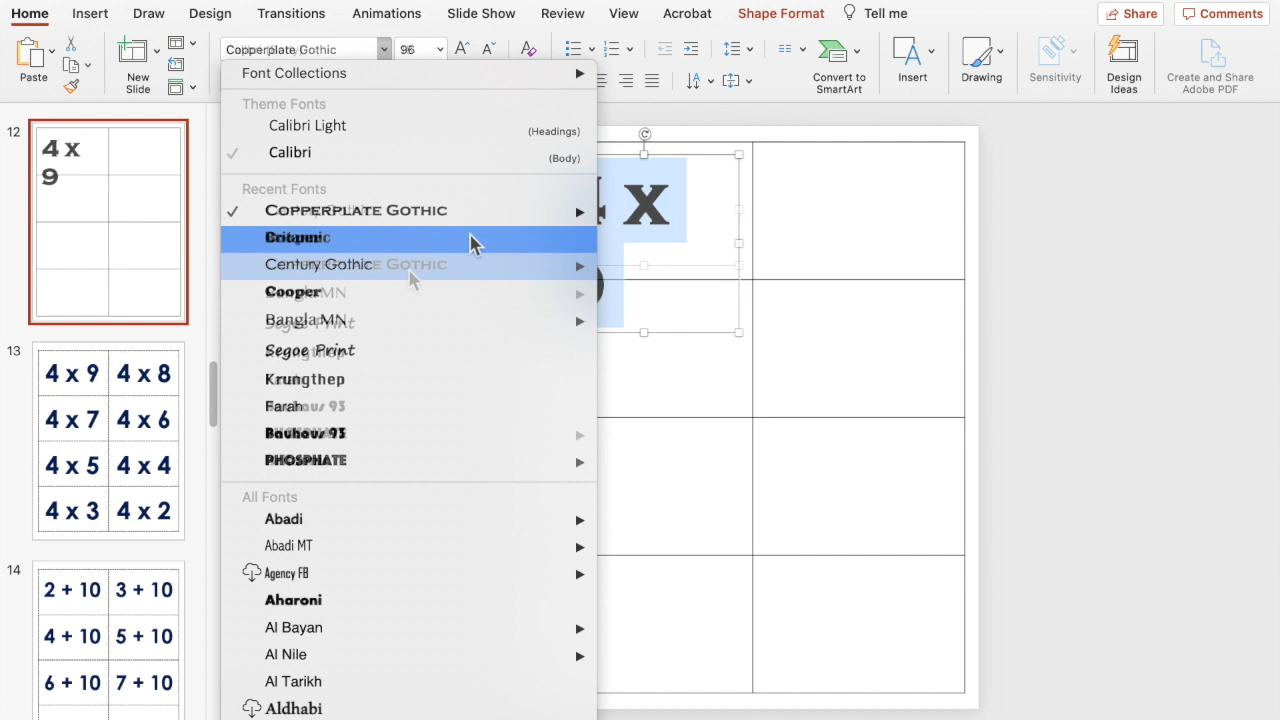 Home Insert Draw Design Transitions Animations Slide Show Review View Acrobat Shape Format Tell me Share Comments
Copperplate Gothic 96
Paste New Slide Convert to SmartArt Insert Drawing Sensitivity Design Ideas Create and Share Adobe PDF
Font Collections
Theme Fonts
Calibri Light (Headings)
Calibri (Body)
Recent Fonts
COPPERPLATE GOTHIC
Century Gothic
Cooper
Bangla MN
Segoe Print
Krungthep
Farah
Bauhaus 93
PHOSPHATE
All Fonts
Abadi
Abadi MT
Agency FB
Aharoni
Al Bayan
Al Nile
Al Tarikh
Aldhabi
12
4 x
9
13
4 x 9 4 x 8
4 x 7 4 x 6
4 x 5 4 x 4
4 x 3 4 x 2
14
2 + 10 3 + 10
4 + 10 5 + 10
6 + 10 7 + 10
x